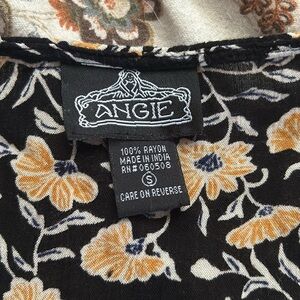 ANGIE
100% RAYON
MADE IN INDIA
RN#060508
S
CARE ON REVERSE